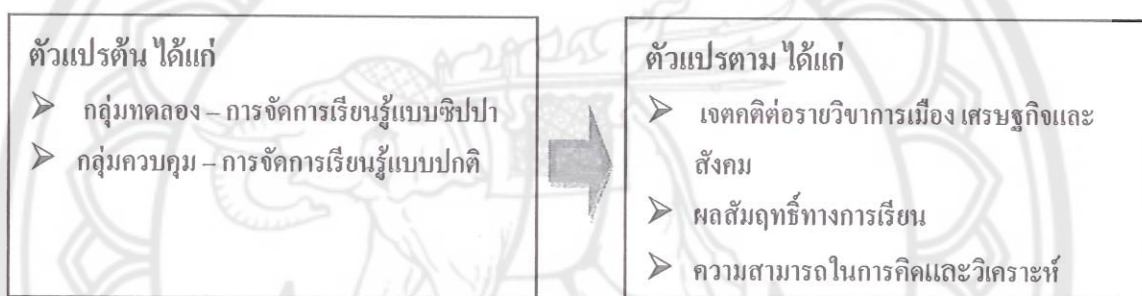 ตัวแปรต้น ได้แก่
➢ กลุ่มทดลอง – การจัดการเรียนรู้แบบซิปปา
➢ กลุ่มควบคุม – การจัดการเรียนรู้แบบปกติ
ตัวแปรตาม ได้แก่
➢ เจตคติต่อรายวิชาการเมือง เศรษฐกิจและ
สังคม
➢ ผลสัมฤทธิ์ทางการเรียน
➢ ความสามารถในการคิดและวิเคราะห์